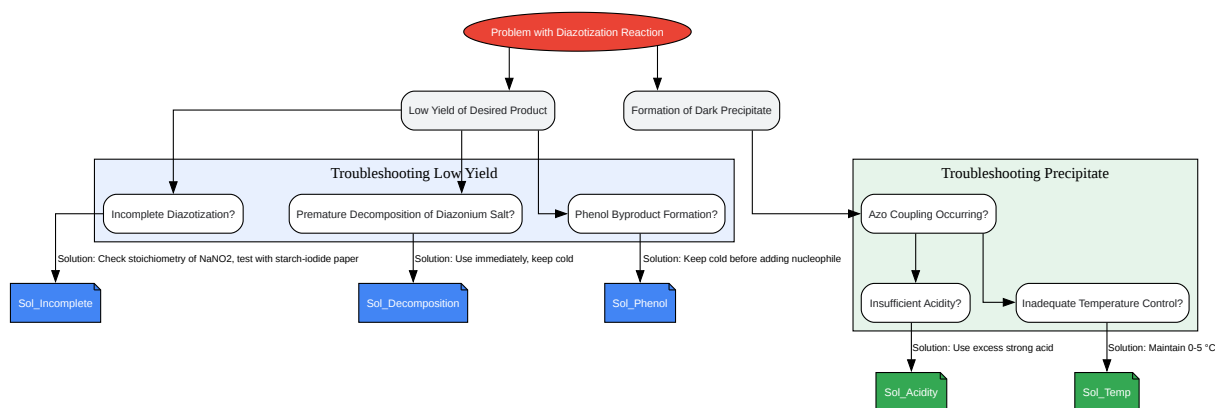 Problem with Diazotization Reaction
Low Yield of Desired Product
Formation of Dark Precipitate
Troubleshooting Low Yield
Troubleshooting Precipitate
Incomplete Diazotization?
Premature Decomposition of Diazonium Salt?
Phenol Byproduct Formation?
Azo Coupling Occurring?
Solution: Check stoichiometry of NaNO2, test with starch-iodide paper
Solution: Use immediately, keep cold
Solution: Keep cold before adding nucleophile
Sol_Incomplete
Sol_Decomposition
Sol_Phenol
Insufficient Acidity?
Inadequate Temperature Control?
Solution: Use excess strong acid
Solution: Maintain 0-5 °C
Sol_Acidity
Sol_Temp